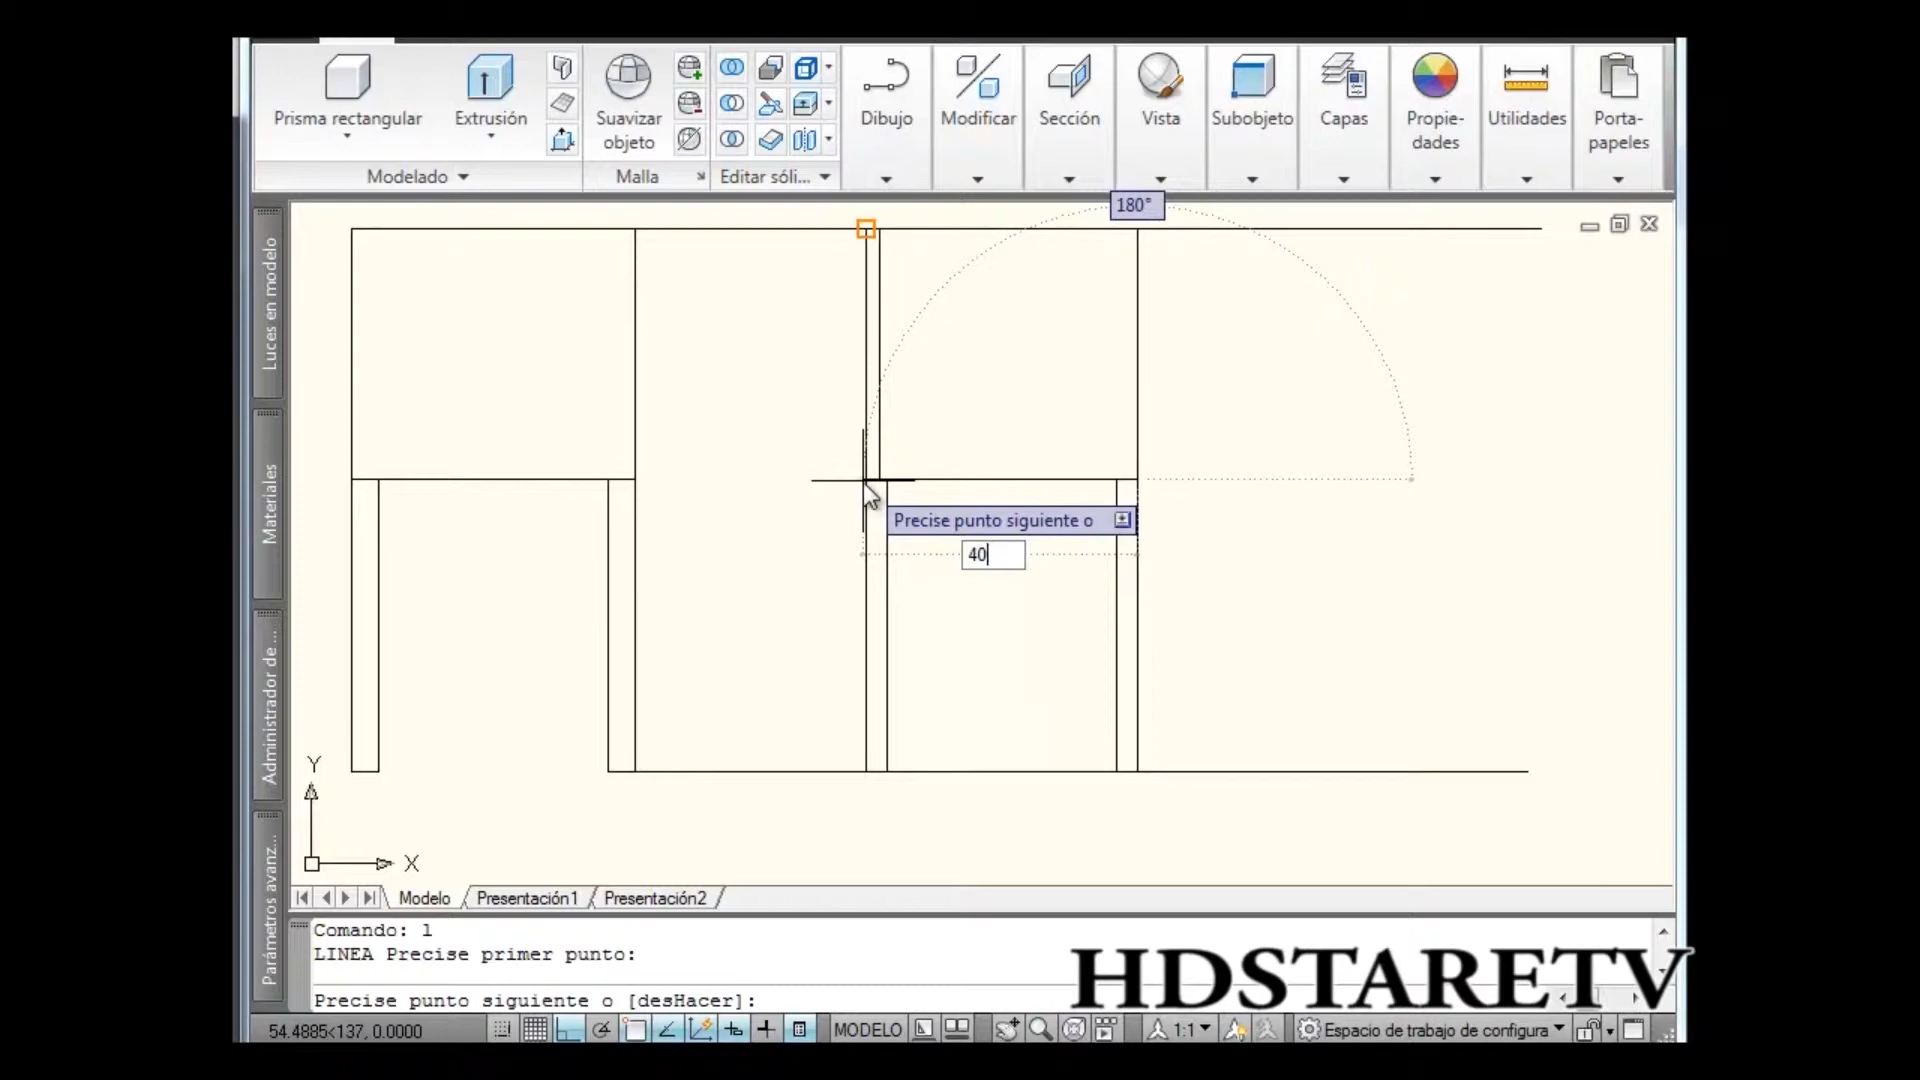 Prisma rectangular
Extrusión
Suavizar
objeto
Dibujo
Modificar
Sección
Vista
Subobjeto
Capas
Propie-
dades
Utilidades
Porta-
papeles
Modelado
Malla
Editar sóli...
180°
Luces en modelo
Materiales
Administrador de ...
Parámetros avanz...
Precise punto siguiente o
40
Y
X
Modelo
Presentación1
Presentación2
Comando: l
LINEA Precise primer punto:
Precise punto siguiente o [desHacer]:
HDSTARETV
54.4885<137, 0.0000
MODELO
1:1
Espacio de trabajo de configura